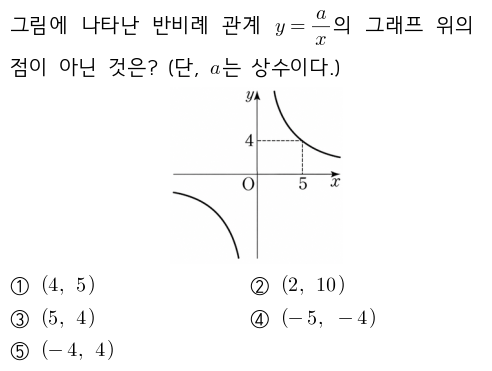 그림에 나타난 반비례 관계 y = a/x의 그래프 위의
점이 아닌 것은? (단, a는 상수이다.)
y
4
O 5 x
① (4, 5) ② (2, 10)
③ (5, 4) ④ (−5, −4)
⑤ (−4, 4)